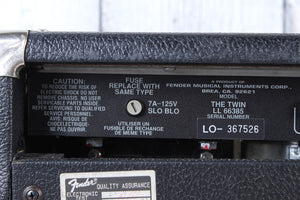 CAUTION
TO REDUCE THE RISK OF
ELECTRIC SHOCK DO NOT
REMOVE CHASSIS. NO USER
SERVICEABLE PARTS
INSIDE. REFER SERVICING
TO QUALIFIED SERVICE
PERSONNEL.
AVIS: RISQUE DE
CHOC ELECTRIQUE
NE PAS OUVRIR
FUSE
REPLACE WITH
SAME TYPE
7A-125V
SLO BLO
UTILISER UN
FUSIBLE DE RECHANGE
DE MEME TYPE
A PRODUCT OF
FENDER MUSICAL INSTRUMENTS CORP.
BREA, CA. 92621
MODEL
THE TWIN
LL 66385
SERIAL NUMBER
LO- 367526
Fender
QUALITY ASSURANCE
ELECTRONIC